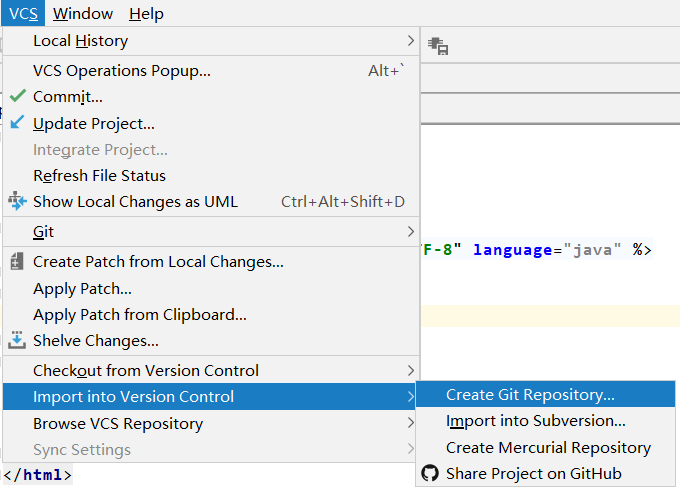 VCS Window Help
Local History
VCS Operations Popup... Alt+`
Commit...
Update Project...
Integrate Project...
Refresh File Status
Show Local Changes as UML Ctrl+Alt+Shift+D
Git
F-8" language="java" %>
Create Patch from Local Changes...
Apply Patch...
Apply Patch from Clipboard...
Shelve Changes...
Checkout from Version Control
Import into Version Control
Create Git Repository...
Browse VCS Repository
Import into Subversion...
Sync Settings
Create Mercurial Repository
</html>
Share Project on GitHub